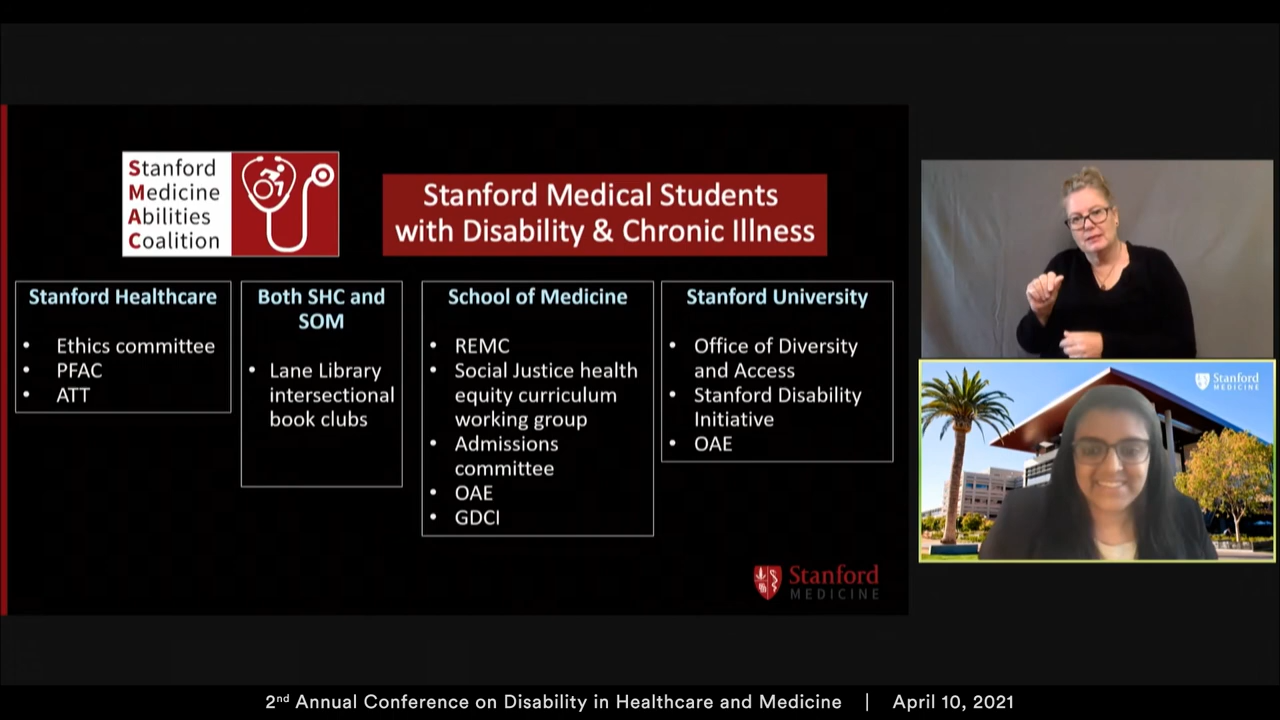 Stanford
Medicine
Abilities
Coalition
Stanford Medical Students
with Disability & Chronic Illness
Stanford Healthcare
• Ethics committee
• PFAC
• ATT
Both SHC and
SOM
• Lane Library
intersectional
book clubs
School of Medicine
• REMC
• Social Justice health
equity curriculum
working group
• Admissions
committee
• OAE
• GDCI
Stanford University
• Office of Diversity
and Access
• Stanford Disability
Initiative
• OAE
Stanford
MEDICINE
Stanford
MEDICINE
2nd Annual Conference on Disability in Healthcare and Medicine | April 10, 2021